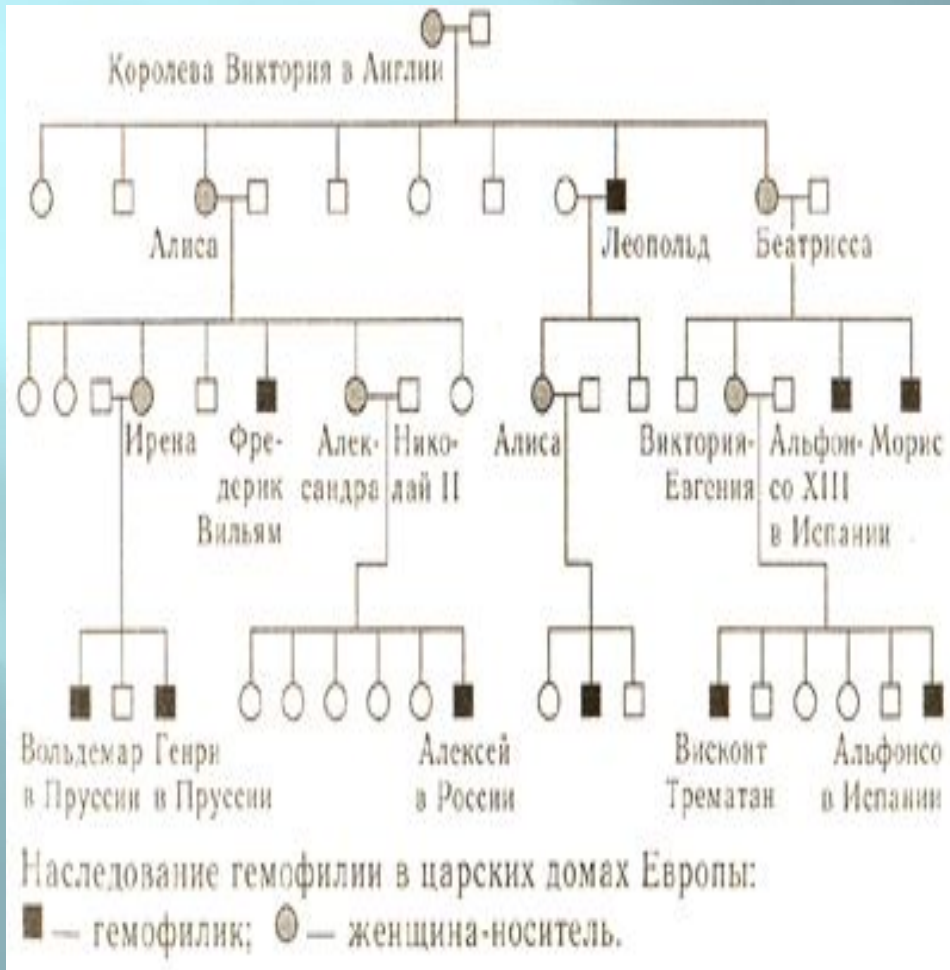 Королева Виктория в Англии
Алиса
Леопольд
Беатрисса
Ирена
Фре-
дерик
Вильям
Алек-
сандра
Нико-
лай II
Алиса
Виктория-
Евгения
Альфон-
со XIII
в Испании
Морис
Вольдемар
в Пруссии
Генри
в Пруссии
Алексей
в России
Висконт
Трематан
Альфонсо
в Испании
Наследование гемофилии в царских домах Европы:
— гемофилик; — женщина-носитель.